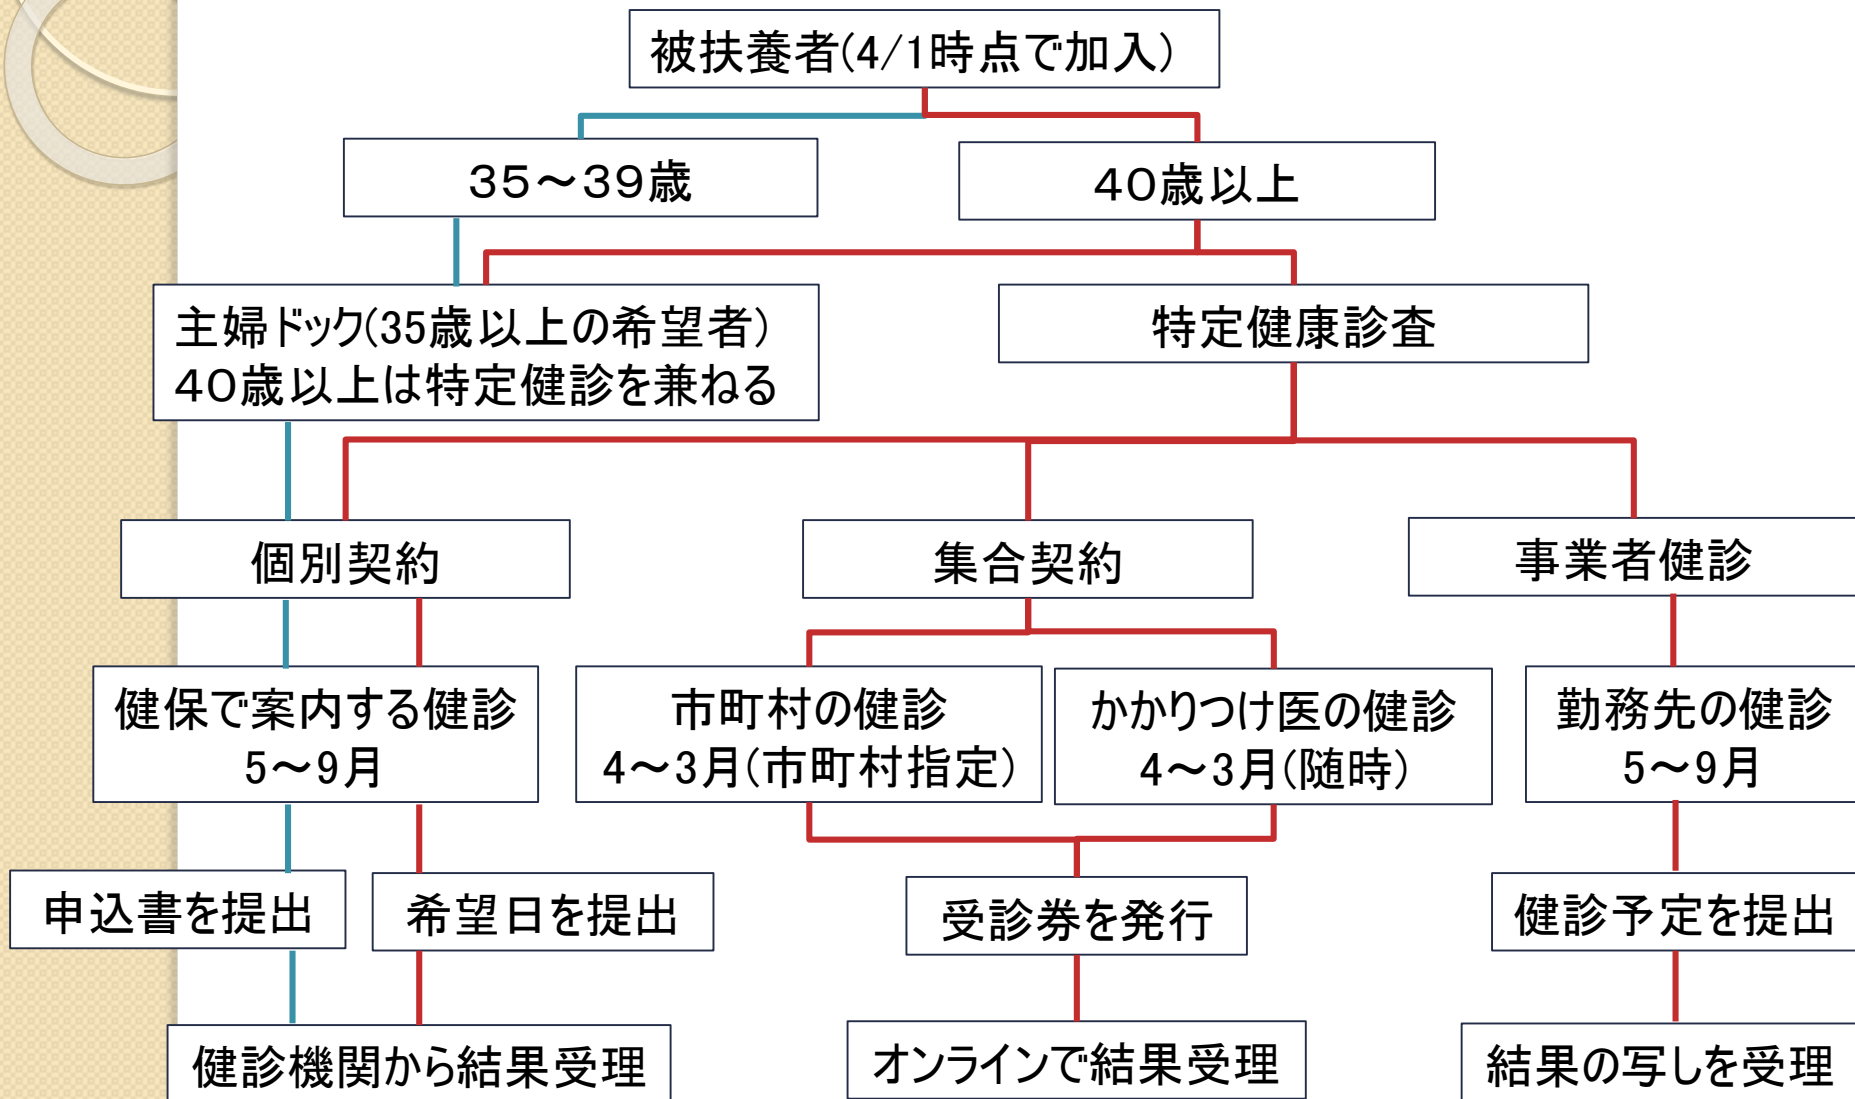 被扶養者(4/1時点で加入)
35～39歳
40歳以上
主婦ドック(35歳以上の希望者)
40歳以上は特定健診を兼ねる
特定健康診査
個別契約
集合契約
事業者健診
健保で案内する健診
5～9月
市町村の健診
4～3月(市町村指定)
かかりつけ医の健診
4～3月(随時)
勤務先の健診
5～9月
申込書を提出
希望日を提出
受診券を発行
健診予定を提出
健診機関から結果受理
オンラインで結果受理
結果の写しを受理